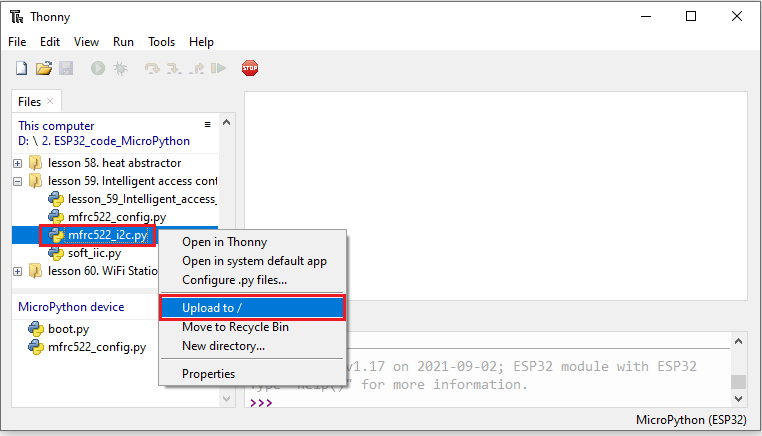 Thonny
File Edit View Run Tools Help
STOP
Files
This computer
D: \ 2. ESP32_code_MicroPython
lesson 58. heat abstractor
lesson 59. Intelligent access cont
lesson_59_Intelligent_access_
mfrc522_config.py
mfrc522_i2c.py
soft_iic.py
lesson 60. WiFi Statio
MicroPython device
boot.py
mfrc522_config.py
Open in Thonny
Open in system default app
Configure .py files...
Upload to /
Move to Recycle Bin
New directory...
Properties
v1.17 on 2021-09-02; ESP32 module with ESP32
Type "help()" for more information.
>>>
MicroPython (ESP32)